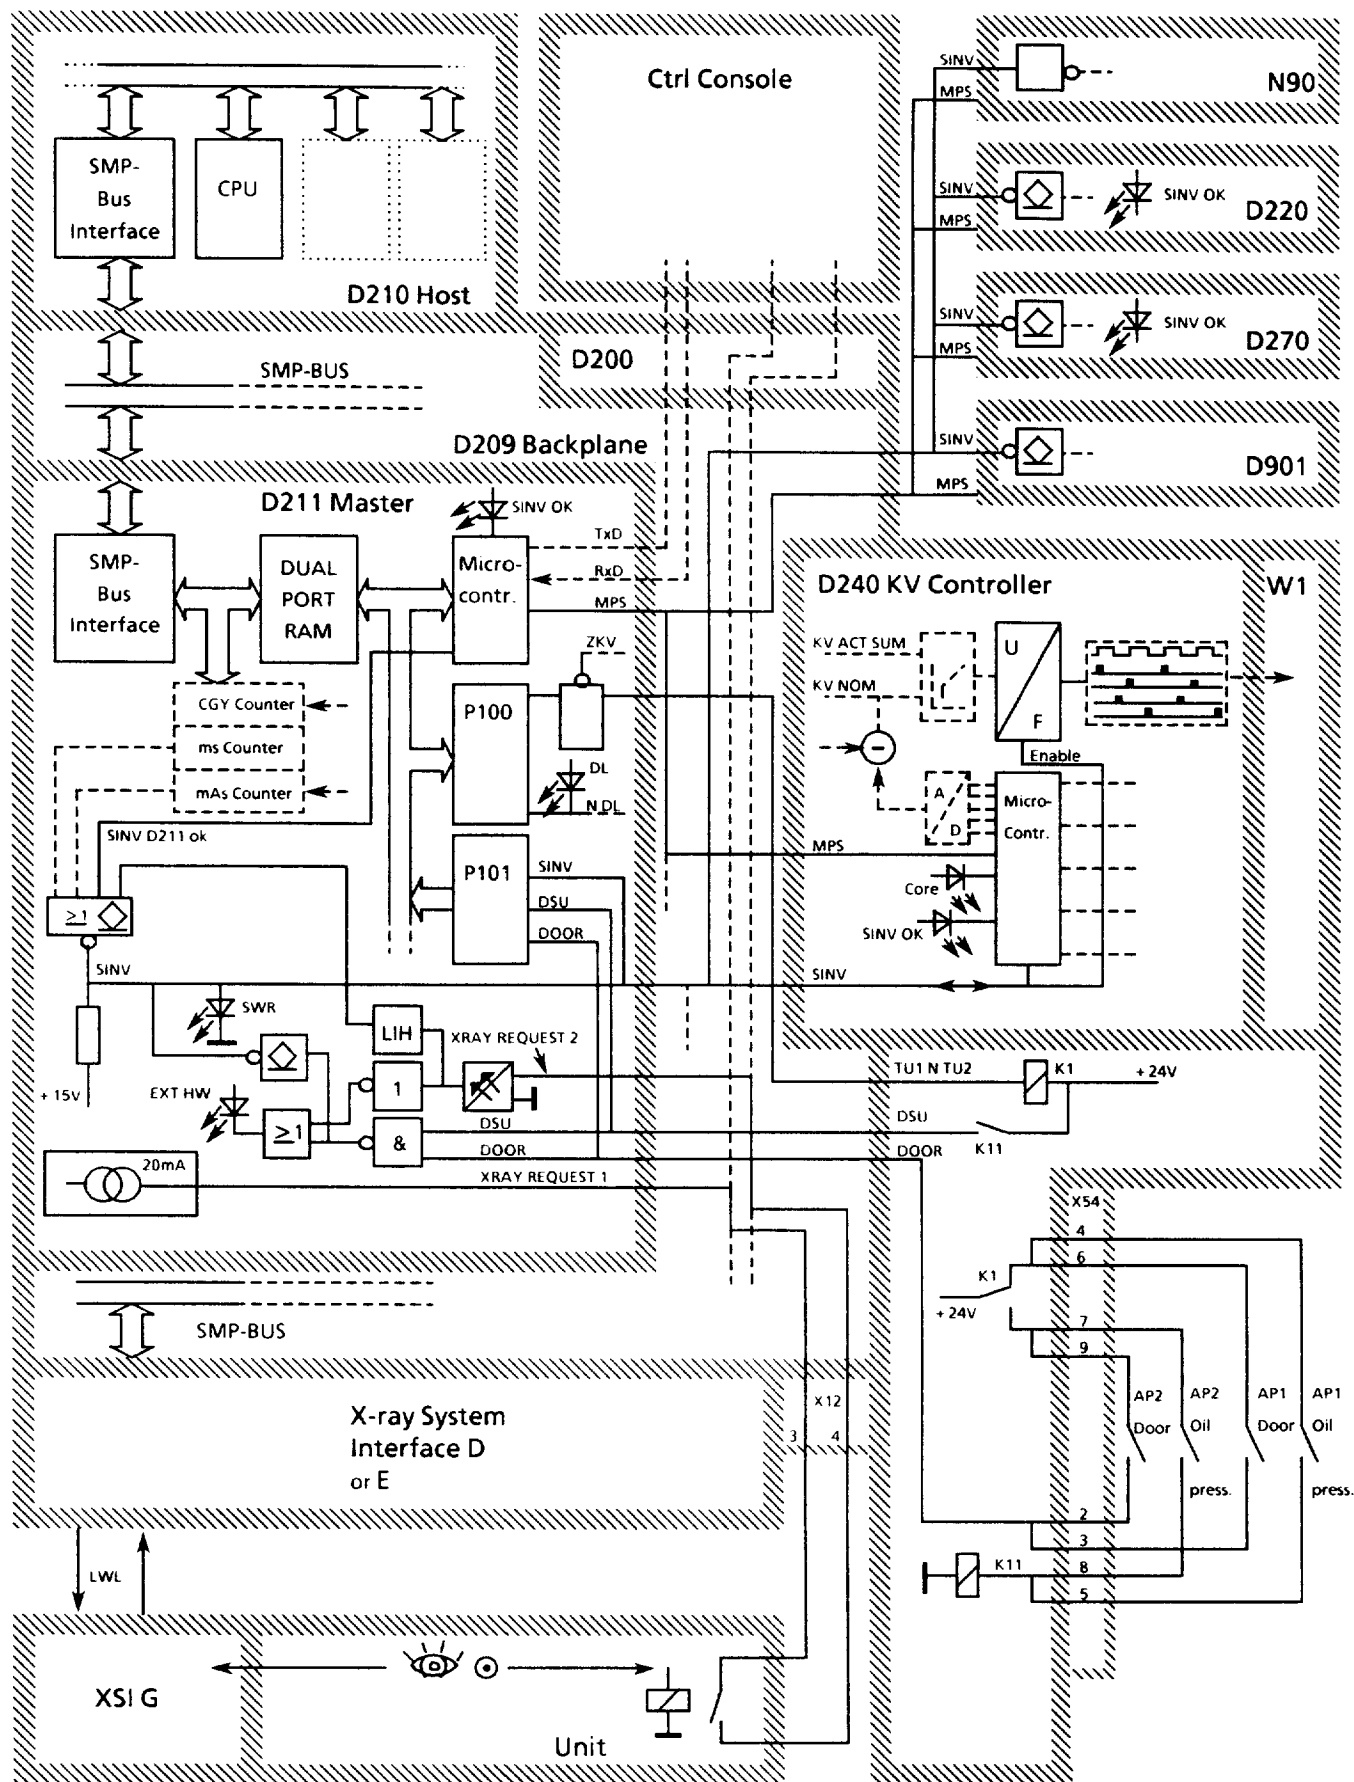 SMP-
Bus
Interface
CPU
D210 Host
Ctrl Console
D200
SINV
MPS
N90
SINV
MPS
SINV OK
D220
SINV
MPS
SINV OK
D270
SINV
MPS
D901
SMP-BUS
D209 Backplane
D211 Master
SINV OK
SMP-
Bus
Interface
DUAL
PORT
RAM
Micro-
contr.
TxD
RxD
MPS
ZKV
CGY Counter
ms Counter
mAs Counter
P100
DL
N DL
SINV D211 ok
P101
SINV
DSU
DOOR
≥1
SINV
SWR
+ 15V
LIH
XRAY REQUEST 2
EXT HW
≥1
1
&
DSU
DOOR
20mA
XRAY REQUEST 1
D240 KV Controller
W1
KV ACT SUM
KV NOM
U
F
Enable
A
D
Micro-
Contr.
MPS
Core
SINV OK
SINV
TU1 N TU2
K1
+ 24V
DSU
K11
DOOR
X54
4
6
K1
+ 24V
7
9
AP2
Door
AP2
Oil
press.
AP1
Door
AP1
Oil
press.
2
3
K11
8
5
SMP-BUS
X-ray System
Interface D
or E
X12
3
4
LWL
XSI G
Unit